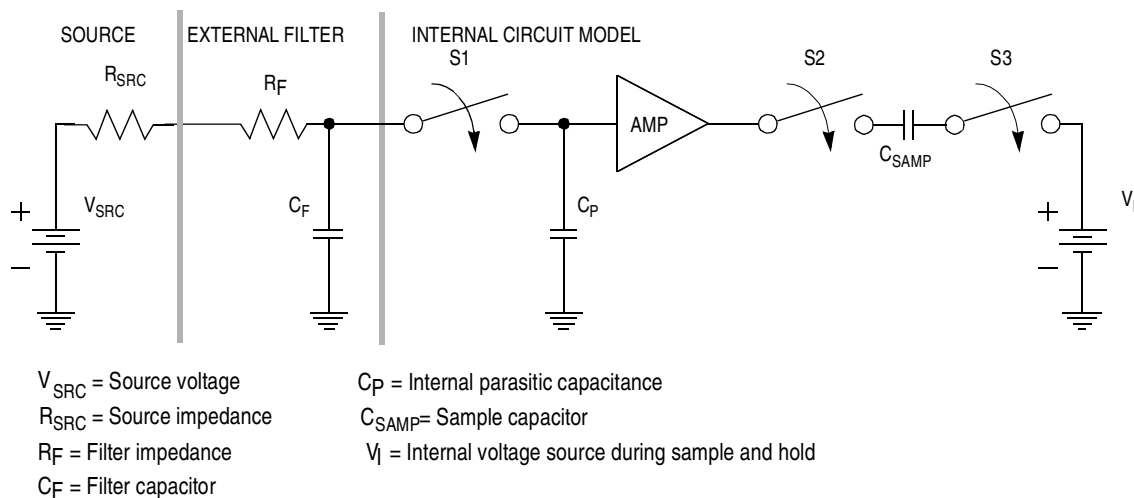 SOURCE
EXTERNAL FILTER
INTERNAL CIRCUIT MODEL
RSRC
RF
S1
S2
S3
AMP
CSAMP
+
VSRC
–
CF
CP
+
–
V
VSRC = Source voltage
RSRC = Source impedance
RF = Filter impedance
CF = Filter capacitor
CP = Internal parasitic capacitance
CSAMP= Sample capacitor
VI = Internal voltage source during sample and hold